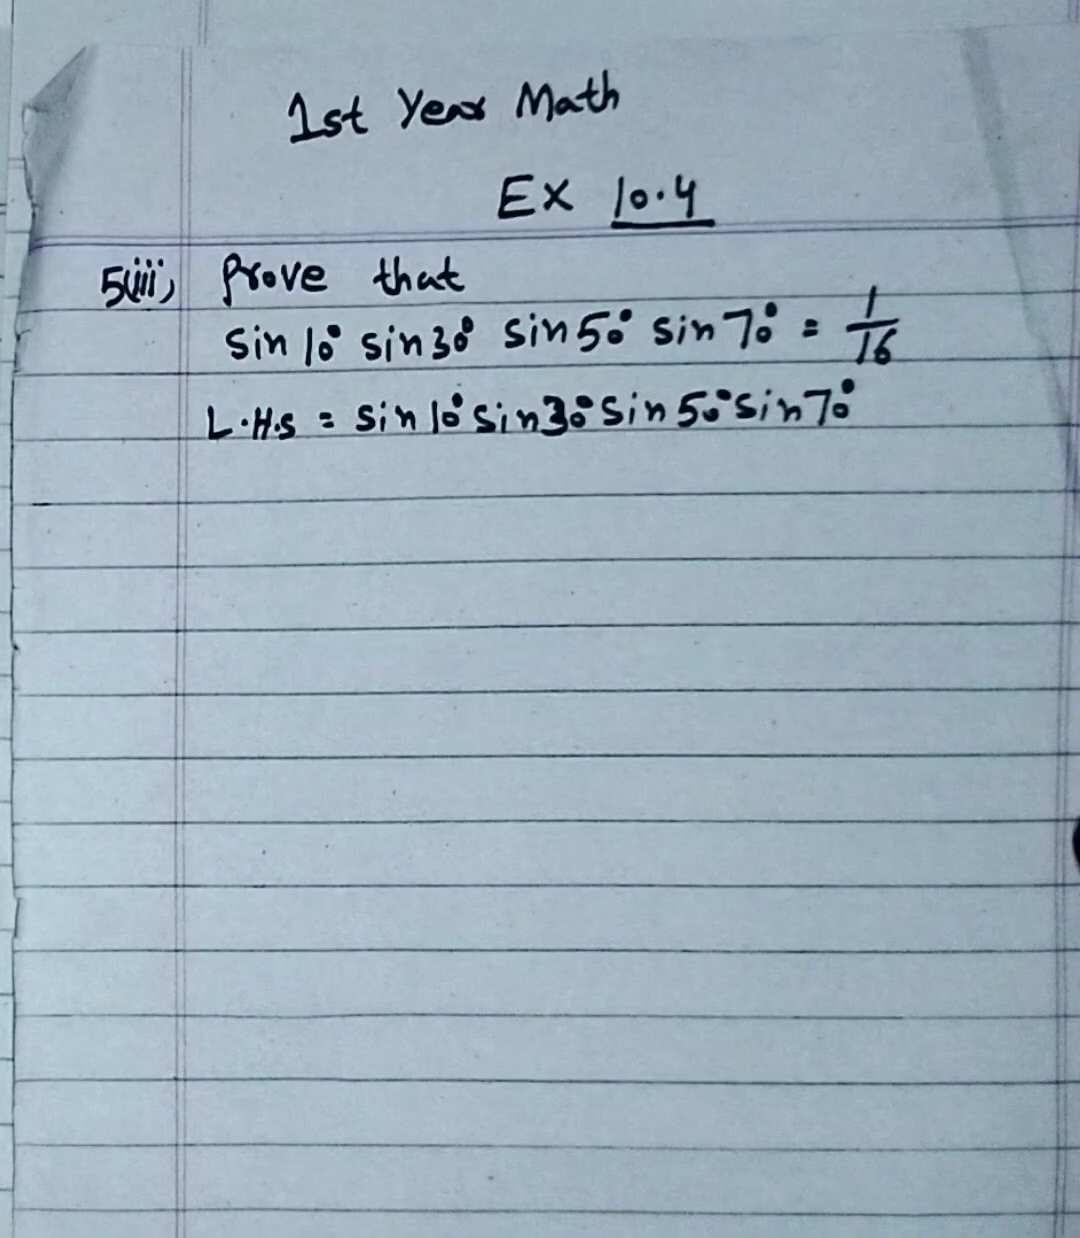 1st Year Math
Ex 10.4
5(iii) Prove that
sin 10° sin 30° sin 50° sin 70° = 1/16
L.H.S = sin 10° sin 30° sin 50° sin 70°